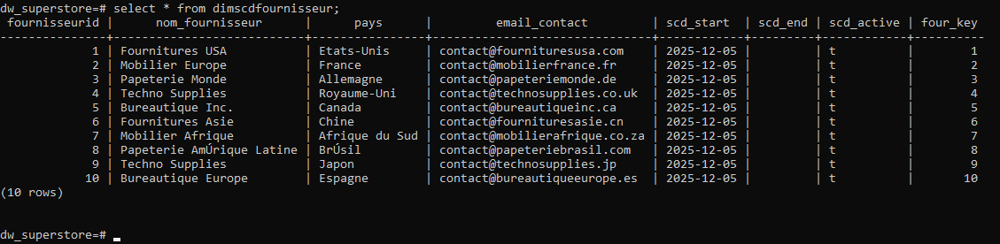 dw_superstore=# select * from dimscdfournisseur;
 fournisseurid |     nom_fournisseur       |      pays      |        email_contact         | scd_start  | scd_end | scd_active | four_key
---------------+---------------------------+----------------+------------------------------+------------+---------+------------+----------
             1 | Fournitures USA           | Etats-Unis     | contact@fournituresusa.com   | 2025-12-05 |         | t          |        1
             2 | Mobilier Europe           | France         | contact@mobilierfrance.fr    | 2025-12-05 |         | t          |        2
             3 | Papeterie Monde           | Allemagne      | contact@papeteriemonde.de    | 2025-12-05 |         | t          |        3
             4 | Techno Supplies           | Royaume-Uni    | contact@technosupplies.co.uk | 2025-12-05 |         | t          |        4
             5 | Bureautique Inc.          | Canada         | contact@bureautiqueinc.ca    | 2025-12-05 |         | t          |        5
             6 | Fournitures Asie          | Chine          | contact@fournituresasie.cn   | 2025-12-05 |         | t          |        6
             7 | Mobilier Afrique          | Afrique du Sud | contact@mobilierafrique.co.za | 2025-12-05 |         | t          |        7
             8 | Papeterie AmÚrique Latine | BrÚsil         | contact@papeteriebrasil.com  | 2025-12-05 |         | t          |        8
             9 | Techno Supplies           | Japon          | contact@technosupplies.jp    | 2025-12-05 |         | t          |        9
            10 | Bureautique Europe        | Espagne        | contact@bureautiqueeurope.es | 2025-12-05 |         | t          |       10
(10 rows)
dw_superstore=#